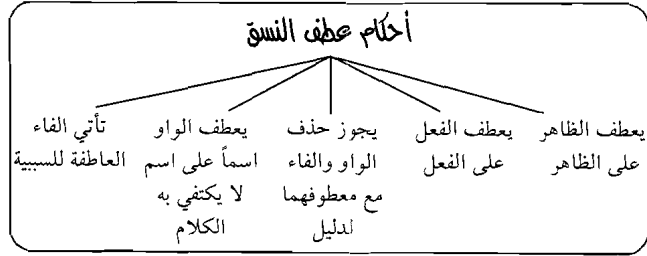 أحكام عطف النسق
يعطف الظاهر
على الظاهر
يعطف الفعل
على الفعل
يجوز حذف
الواو والفاء
مع معطوفهما
لدليل
يعطف الواو
اسماً على اسم
لا يكتفي به
الكلام
تأتي الفاء
العاطفة للسببية